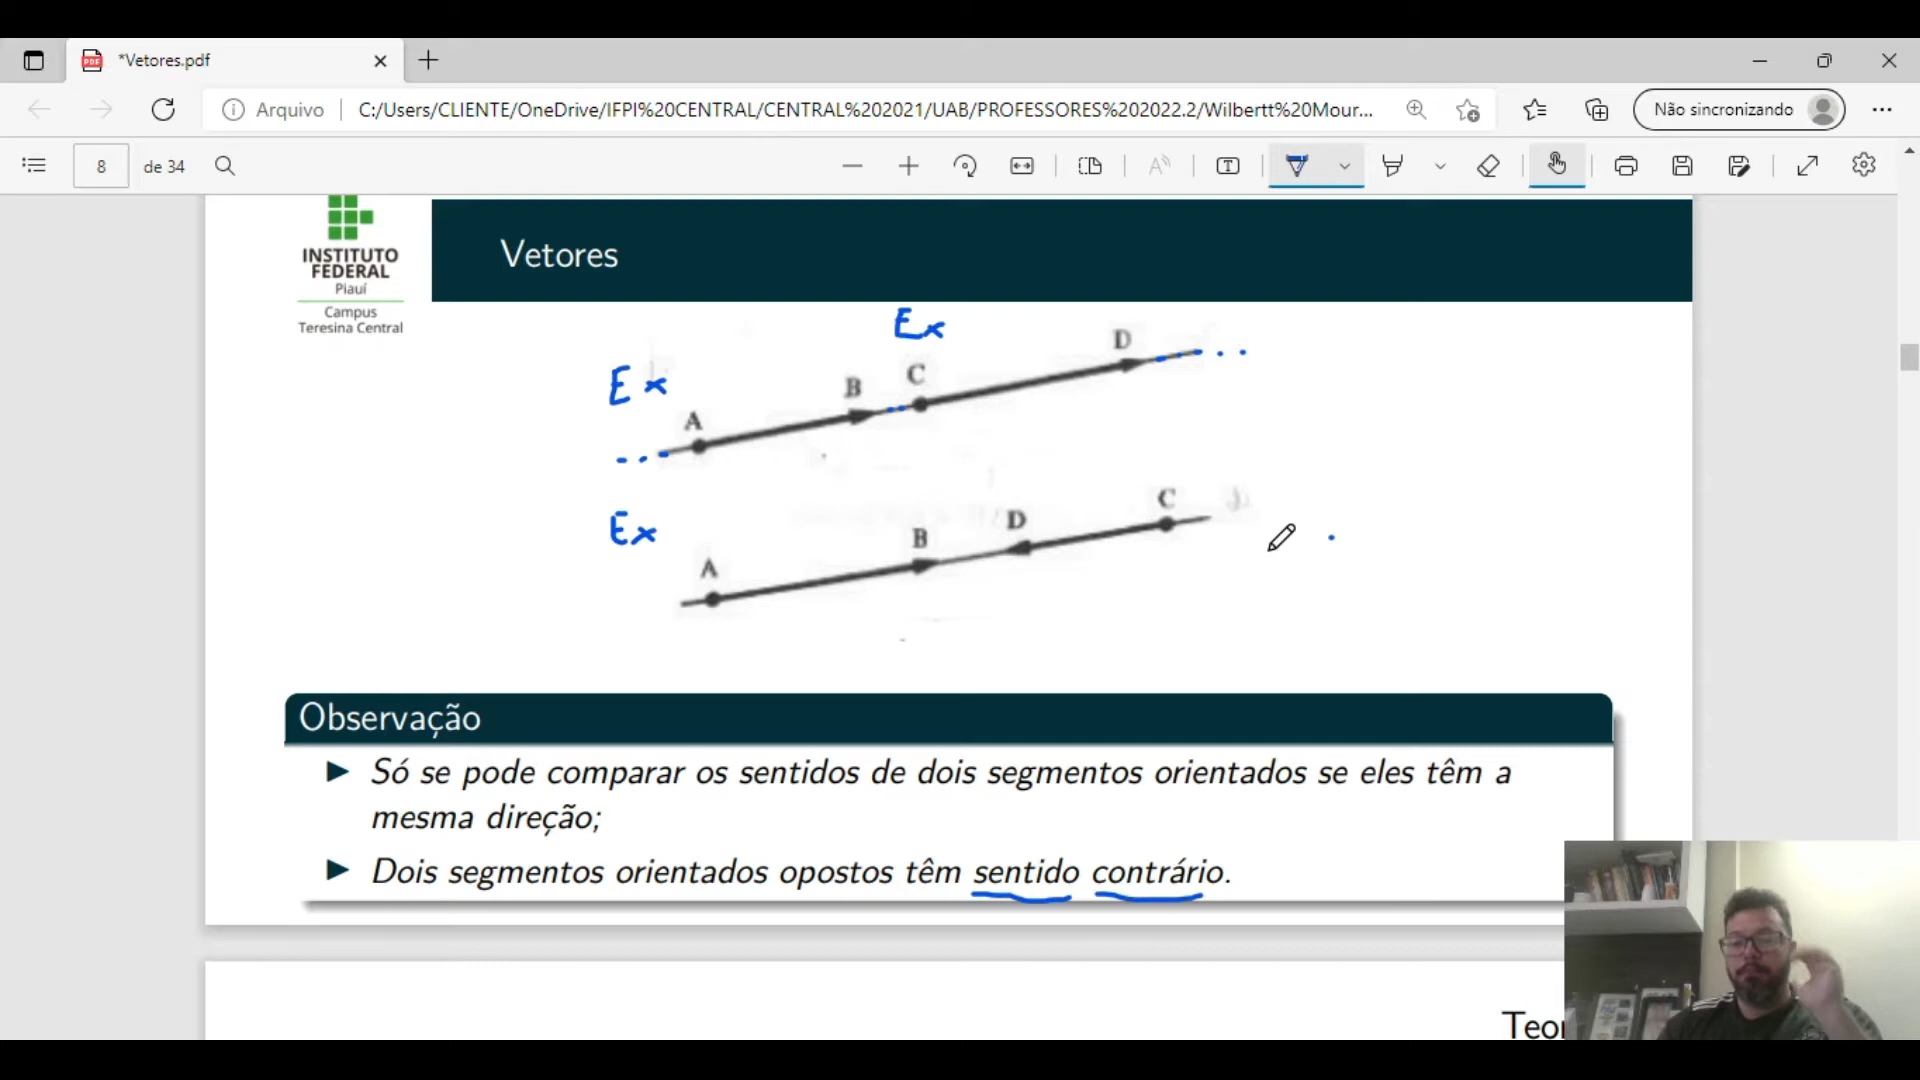 *Vetores.pdf
Arquivo
C:/Users/CLIENTE/OneDrive/IFPI%20CENTRAL/CENTRAL%202021/UAB/PROFESSORES%202022.2/Wilbertt%20Mour...
Não sincronizando
8 de 34
INSTITUTO
FEDERAL
Piauí
Campus
Teresina Central
Vetores
Ex
D
Ex
B
C
A
C
Ex
D
B
A
Observação
Só se pode comparar os sentidos de dois segmentos orientados se eles têm a
mesma direção;
Dois segmentos orientados opostos têm sentido contrário.
Teor